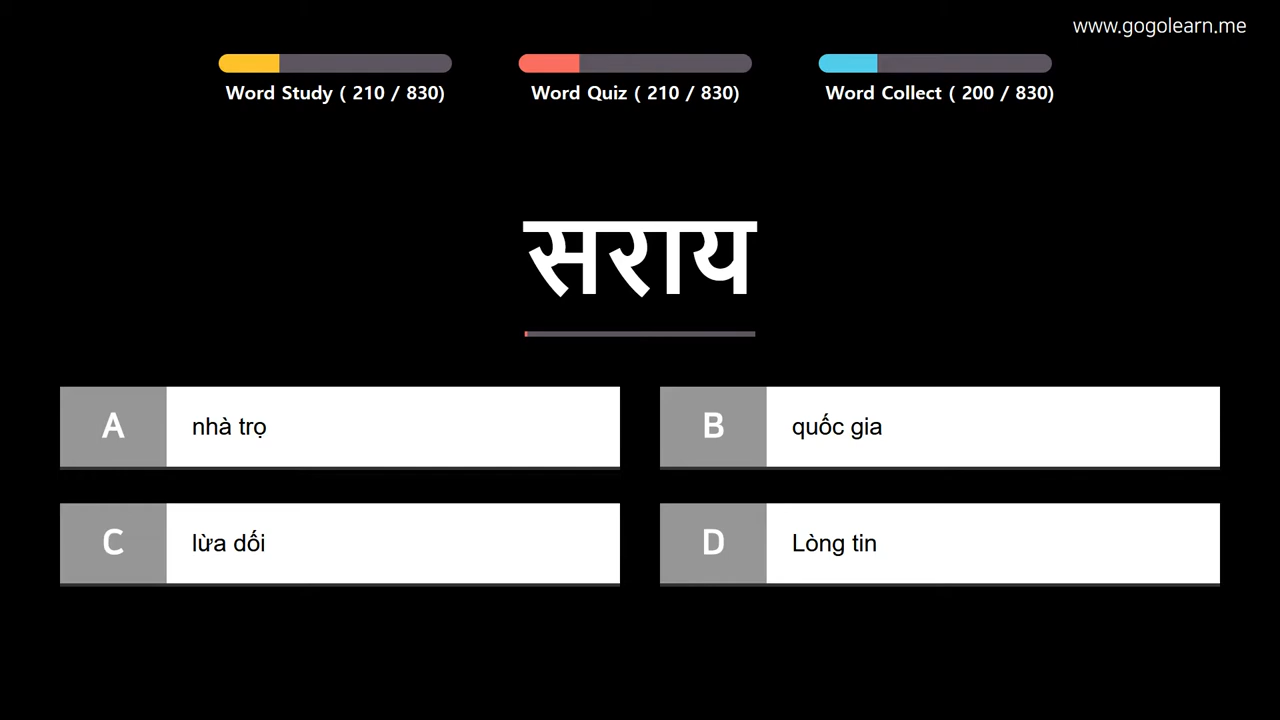 www.gogolearn.me
Word Study ( 210 / 830)
Word Quiz ( 210 / 830)
Word Collect ( 200 / 830)
सराय
A
nhà trọ
B
quốc gia
C
lừa dối
D
Lòng tin